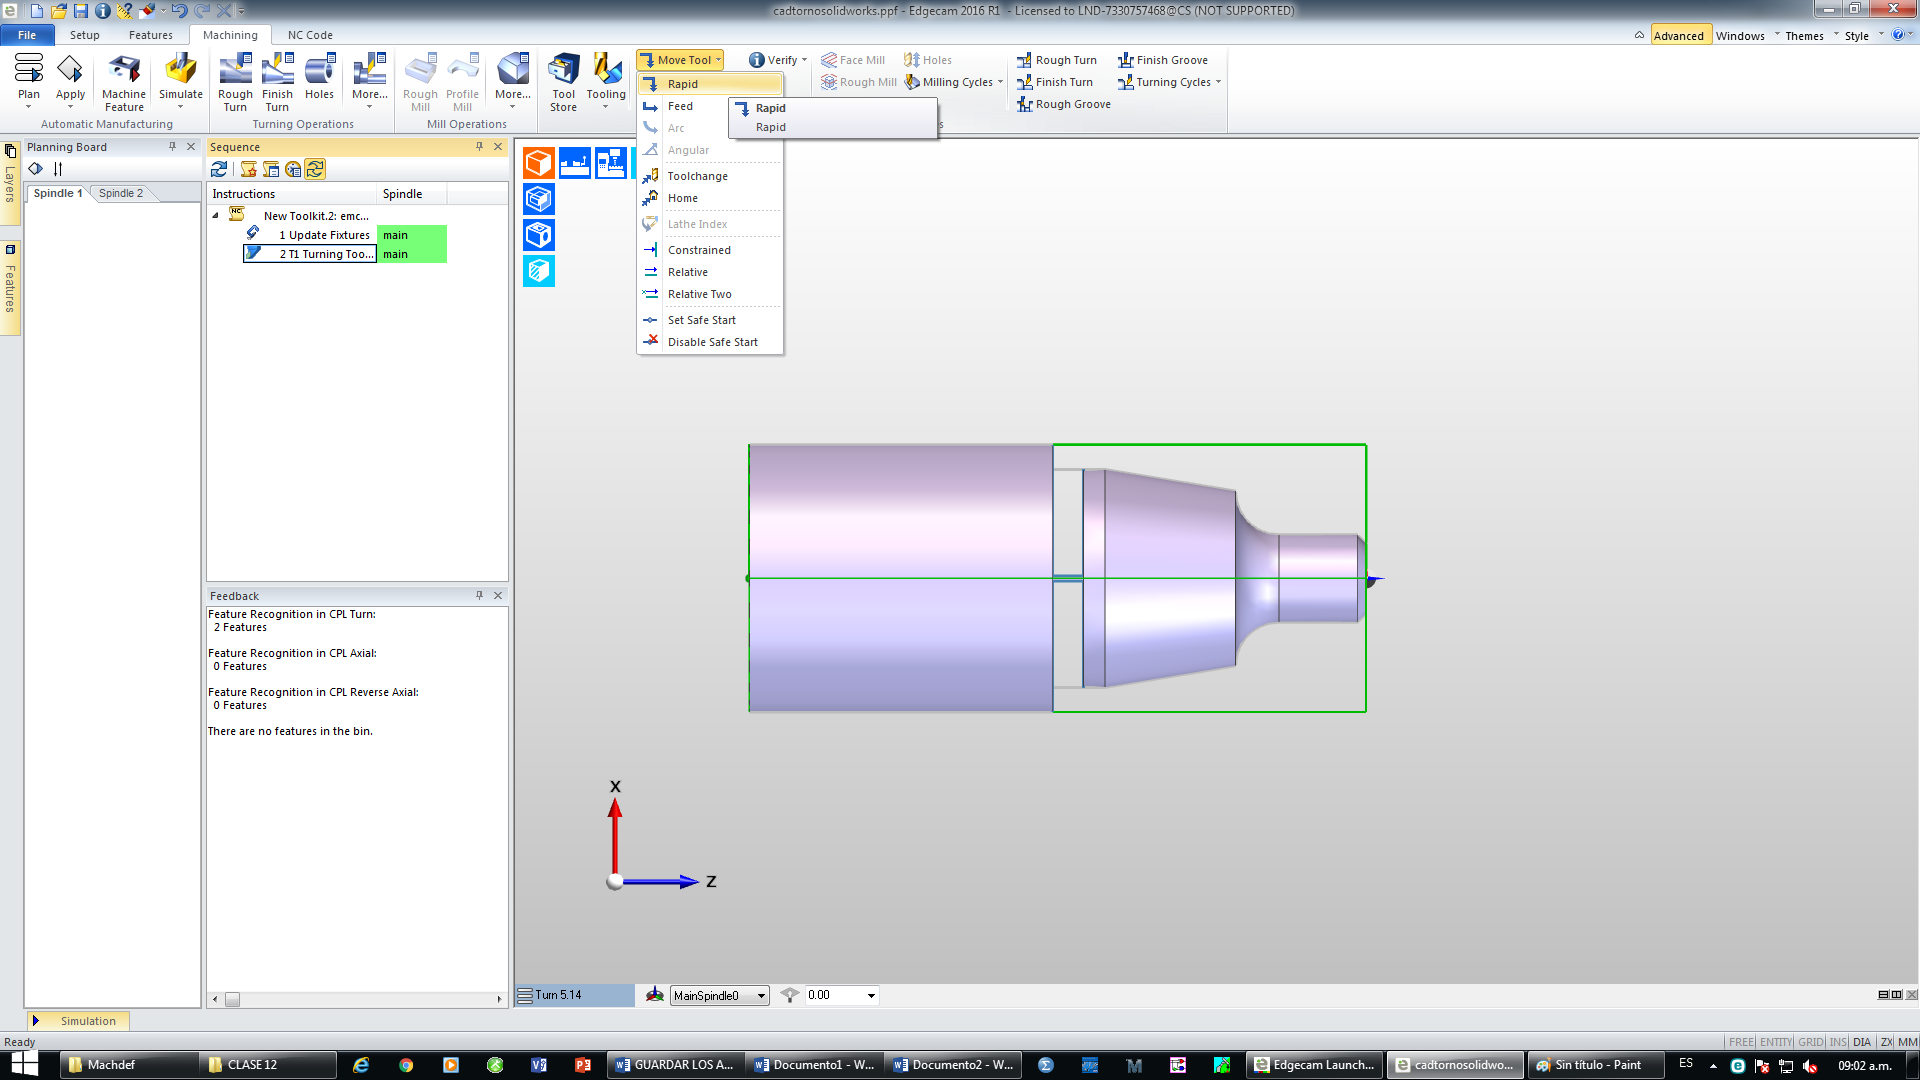 cadtornosolidworks.ppf - Edgecam 2016 R1 - Licensed to LND-7330757468@CS (NOT SUPPORTED)
File Setup Features Machining NC Code
Advanced Windows Themes Style
Plan Apply Machine Feature Simulate
Automatic Manufacturing
Rough Turn Finish Turn Holes More...
Turning Operations
Rough Mill Profile Mill More...
Mill Operations
Tool Store Tooling
Move Tool
Verify
Face Mill Holes
Rough Mill Milling Cycles
Rough Turn Finish Groove
Finish Turn Turning Cycles
Rough Groove
Rapid
Feed
Arc
Angular
Toolchange
Home
Lathe Index
Constrained
Relative
Relative Two
Set Safe Start
Disable Safe Start
Rapid
Rapid
Layers
Features
Planning Board
Spindle 1 Spindle 2
Sequence
Instructions Spindle
New Toolkit.2: emc...
1 Update Fixtures main
2 T1 Turning Too... main
Feedback
Feature Recognition in CPL Turn:
2 Features
Feature Recognition in CPL Axial:
0 Features
Feature Recognition in CPL Reverse Axial:
0 Features
There are no features in the bin.
X
Z
Turn 5.14 MainSpindle0 0.00
Simulation
Ready
FREE ENTITY GRID INS DIA ZX MM
Machdef CLASE 12 GUARDAR LOS A... Documento1 - W... Documento2 - W... Edgecam Launch... cadtornosolidwo... Sin título - Paint ES 09:02 a.m.